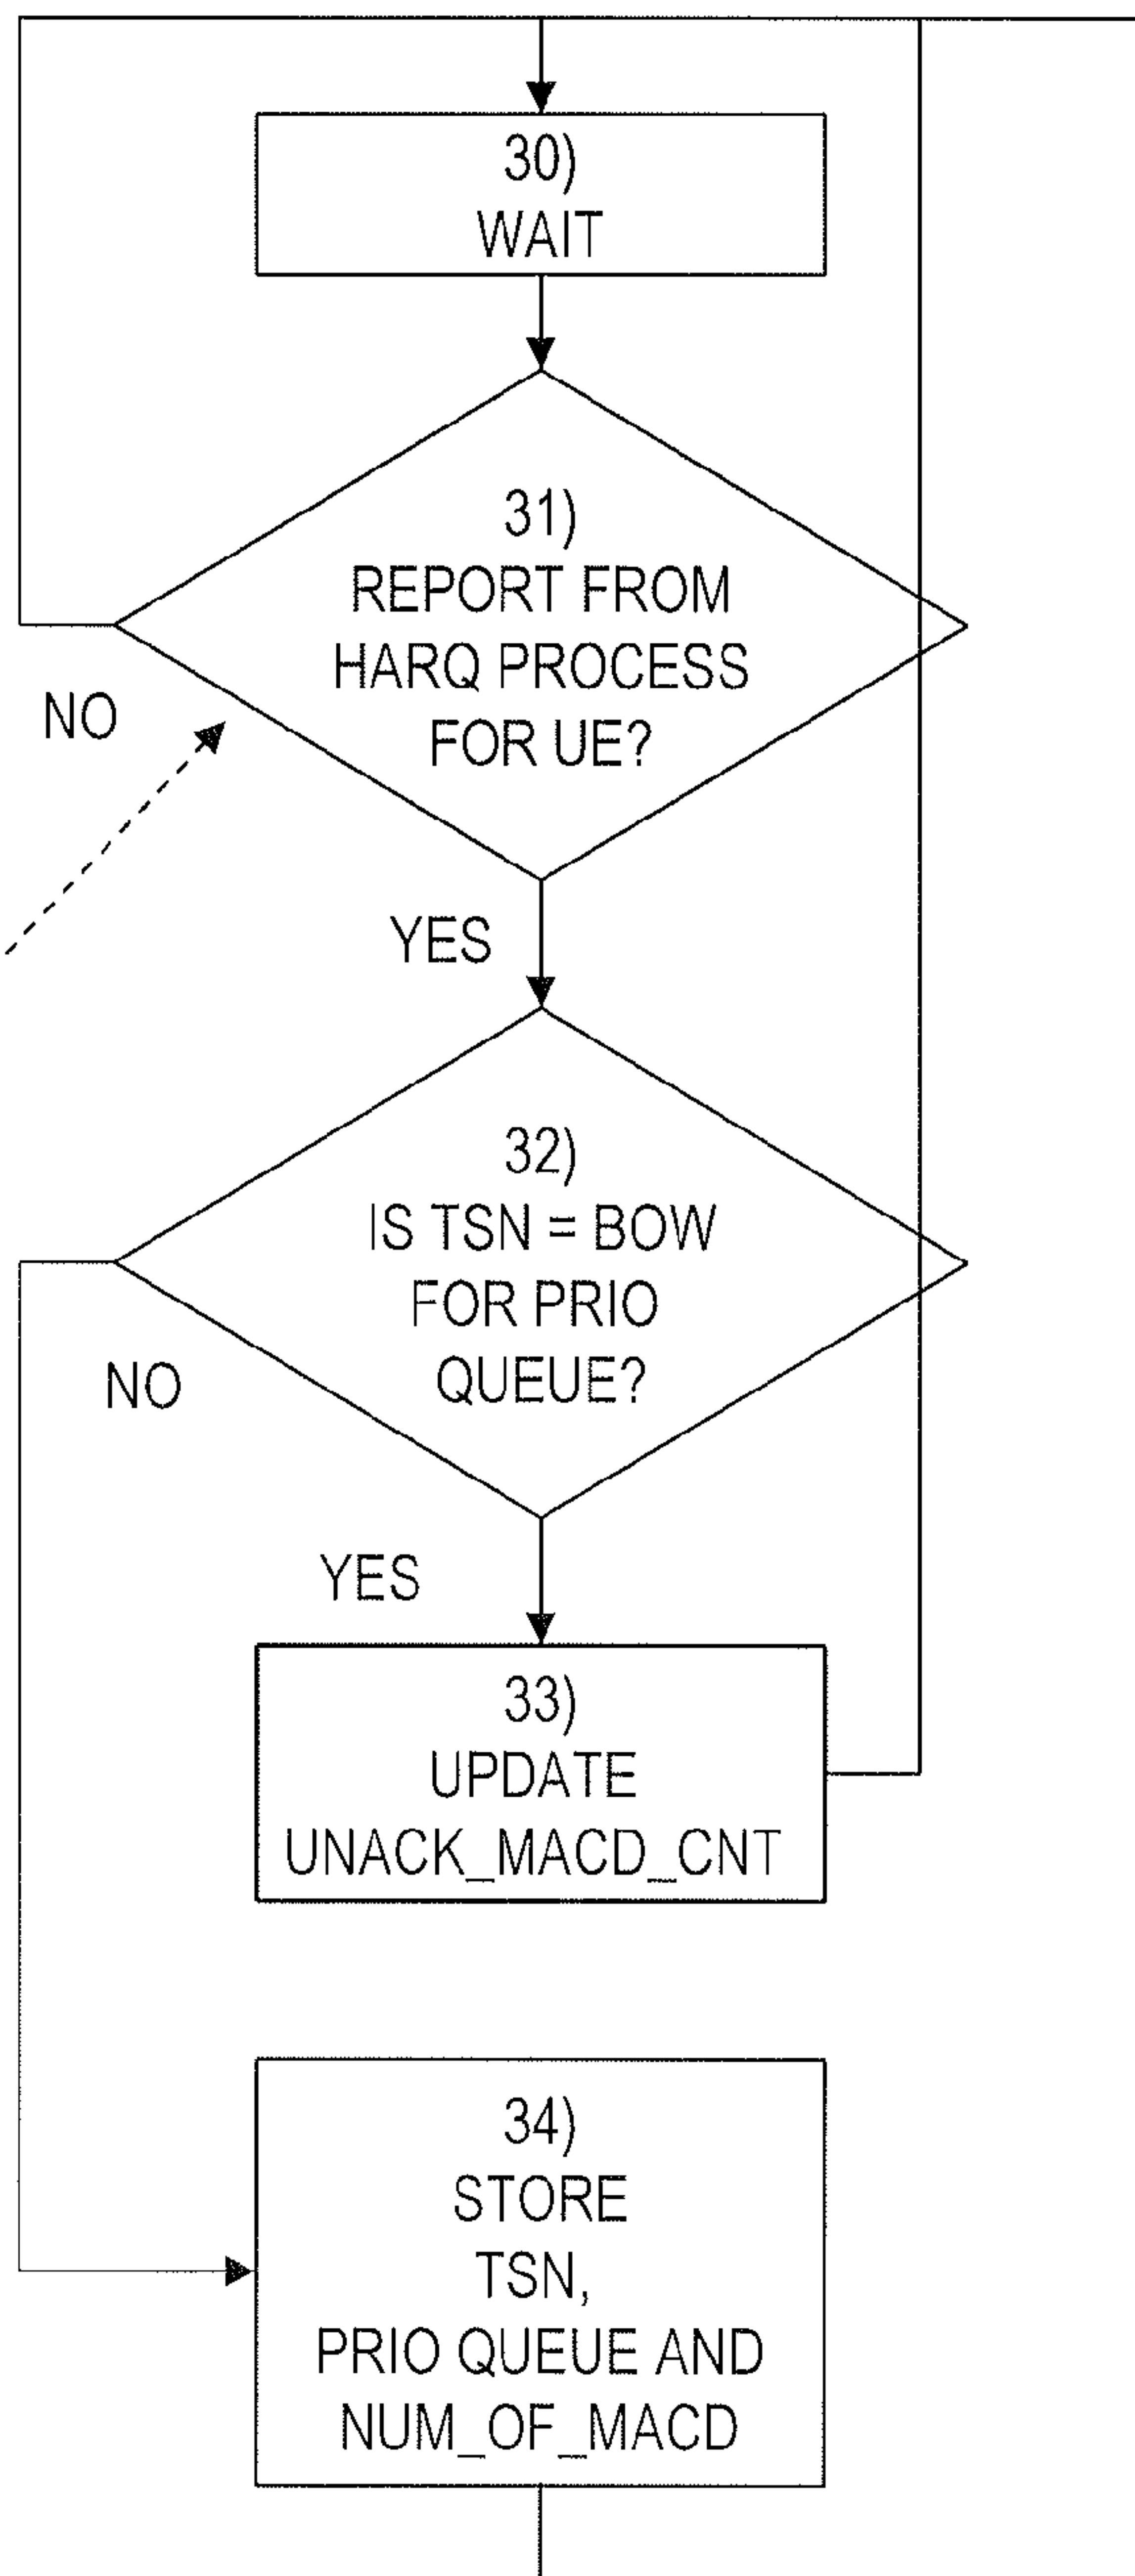 30)
WAIT
31)
REPORT FROM
HARQ PROCESS
FOR UE?
NO
YES
32)
IS TSN = BOW
FOR PRIO
QUEUE?
NO
YES
33)
UPDATE
UNACK_MACD_CNT
34)
STORE
TSN,
PRIO QUEUE AND
NUM_OF_MACD